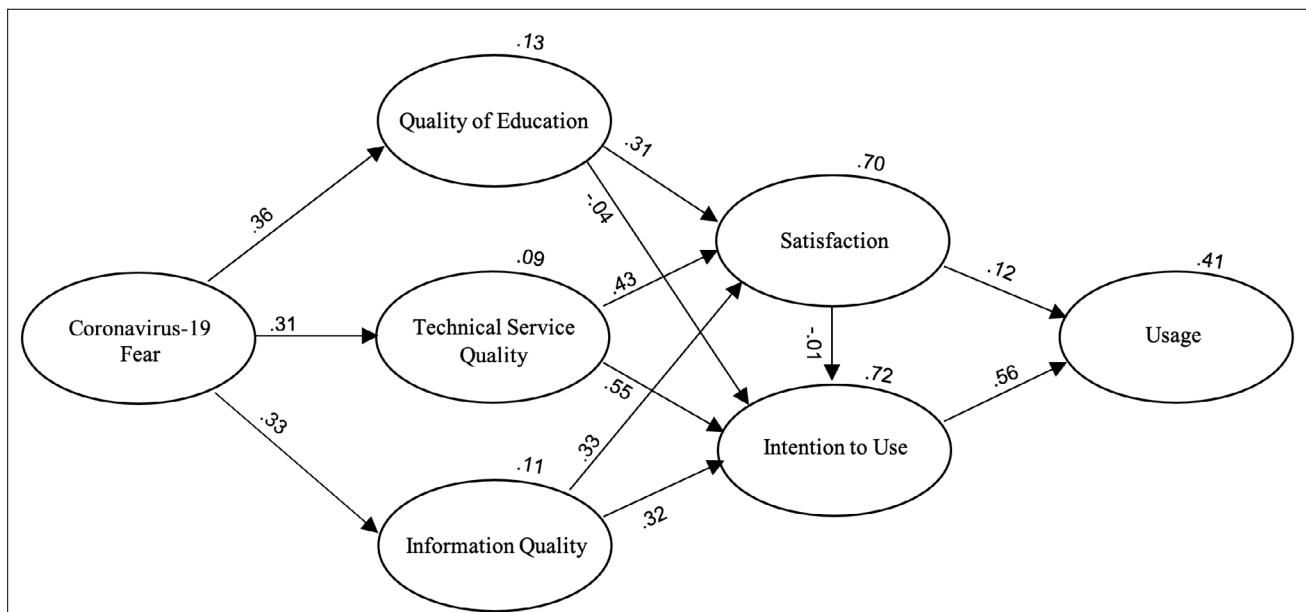 .13
Quality of Education
.31
.70
.36
-.04
Satisfaction
.09
.43
.12
.41
Coronavirus-19
Fear
.31
Technical Service
Quality
-.01
Usage
.55
.72
.56
.33
.33
Intention to Use
.11
.32
Information Quality